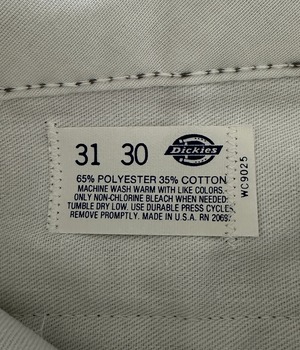 31 30
Dickies
65% POLYESTER 35% COTTON
MACHINE WASH WARM WITH LIKE COLORS.
ONLY NON-CHLORINE BLEACH WHEN NEEDED.
TUMBLE DRY LOW. USE DURABLE PRESS CYCLE.
REMOVE PROMPTLY. MADE IN U.S.A. RN 2069
WC9025